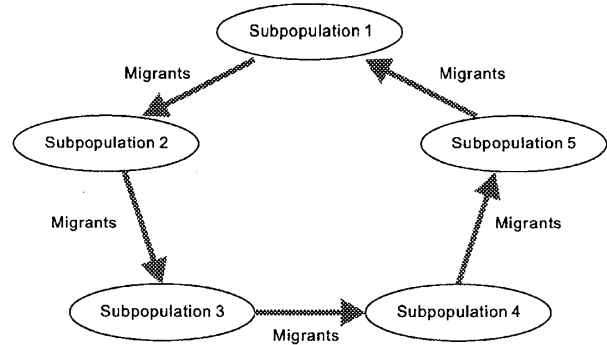 Subpopulation 1
Migrants
Migrants
Subpopulation 2
Subpopulation 5
Migrants
Migrants
Subpopulation 3
Subpopulation 4
Migrants